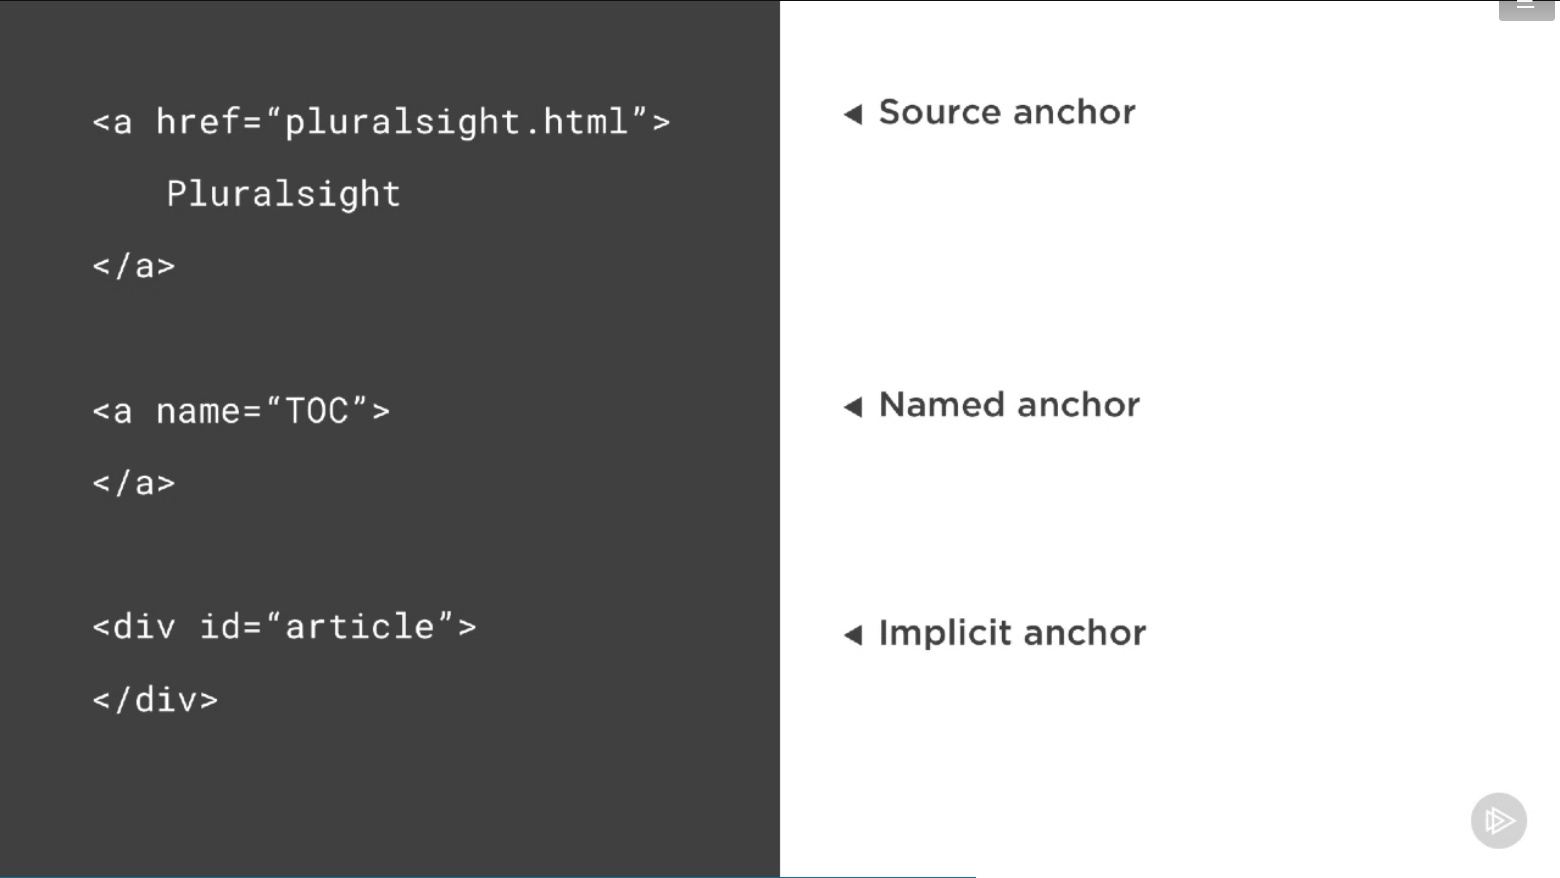 <a href=“pluralsight.html”>
Pluralsight
</a>
<a name=“TOC”>
</a>
<div id=“article”>
</div>
Source anchor
Named anchor
Implicit anchor